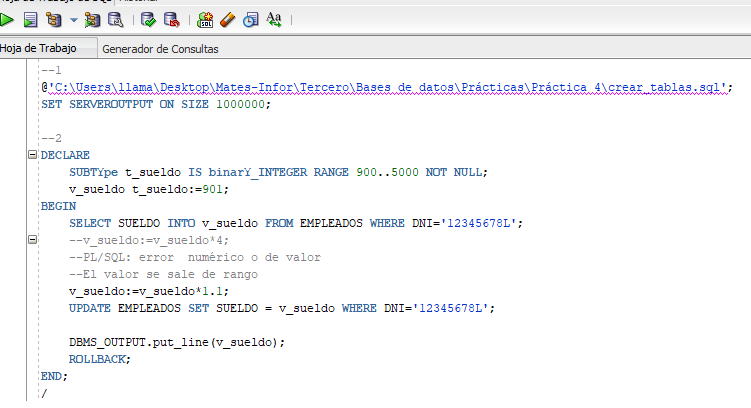 Hoja de Trabajo
Generador de Consultas
--1
@'C:\Users\llama\Desktop\Mates-Infor\Tercero\Bases de datos\Prácticas\Práctica 4\crear_tablas.sql';
SET SERVEROUTPUT ON SIZE 1000000;
--2
DECLARE
SUBType t_sueldo IS binarY_INTEGER RANGE 900..5000 NOT NULL;
v_sueldo t_sueldo:=901;
BEGIN
SELECT SUELDO INTO v_sueldo FROM EMPLEADOS WHERE DNI='12345678L';
--v_sueldo:=v_sueldo*4;
--PL/SQL: error  numérico o de valor
--El valor se sale de rango
v_sueldo:=v_sueldo*1.1;
UPDATE EMPLEADOS SET SUELDO = v_sueldo WHERE DNI='12345678L';
DBMS_OUTPUT.put_line(v_sueldo);
ROLLBACK;
END;
/